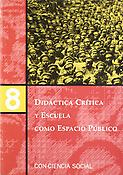 8
DIDÁCTICA CRÍTICA
Y ESCUELA
COMO ESPACIO PÚBLICO
CON-CIENCIA SOCIAL